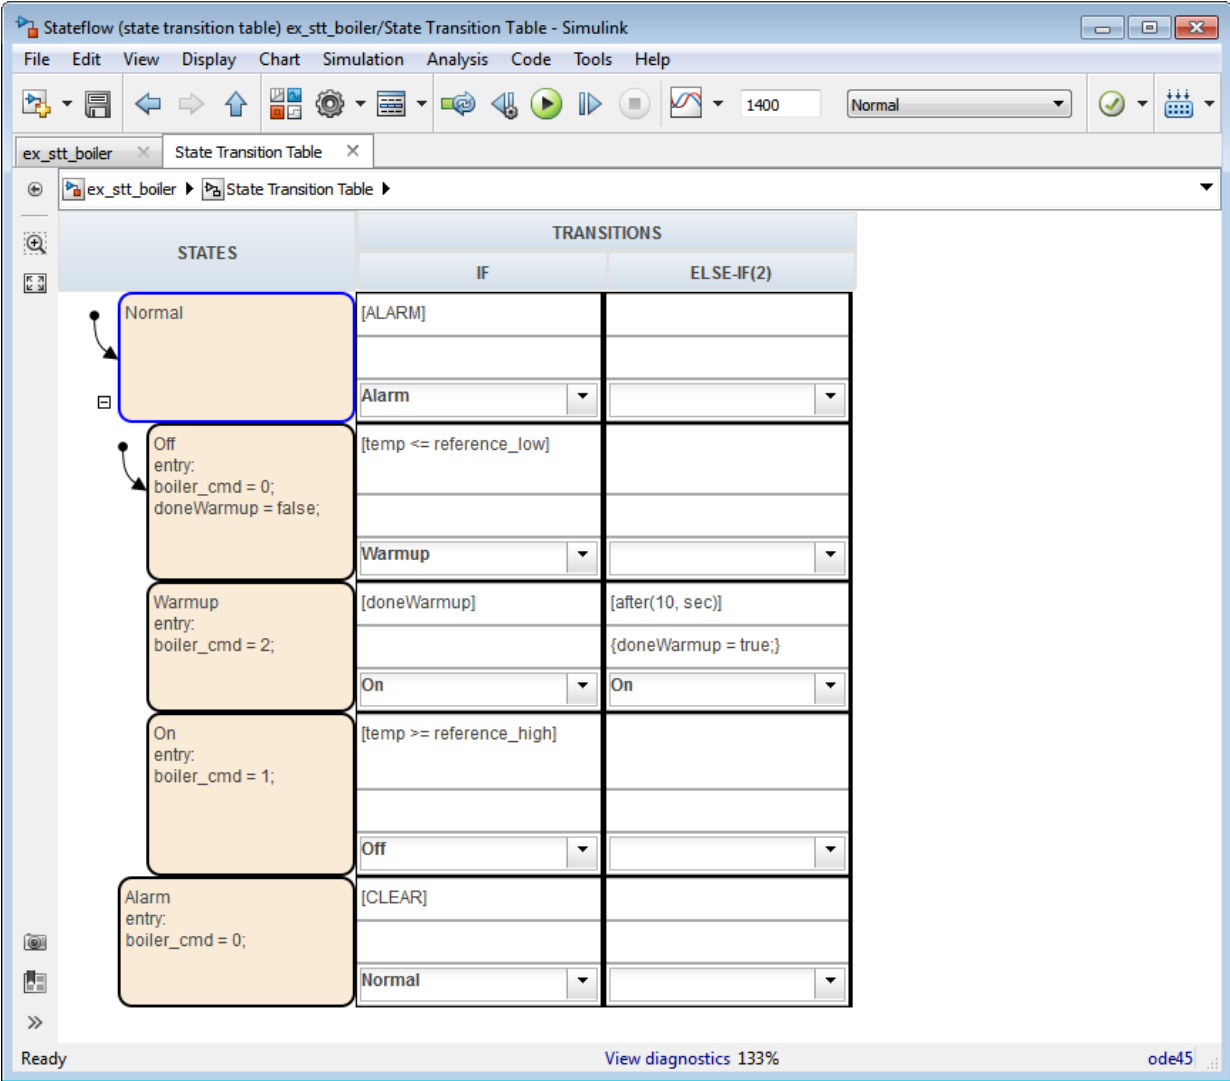 Stateflow (state transition table) ex_stt_boiler/State Transition Table - Simulink
File Edit View Display Chart Simulation Analysis Code Tools Help
1400 Normal
ex_stt_boiler State Transition Table
ex_stt_boiler State Transition Table
STATES
TRANSITIONS
IF ELSE-IF(2)
Normal
[ALARM]
Alarm
Off
entry:
boiler_cmd = 0;
doneWarmup = false;
[temp <= reference_low]
Warmup
Warmup
entry:
boiler_cmd = 2;
[doneWarmup]
On
[after(10, sec)]
{doneWarmup = true;}
On
On
entry:
boiler_cmd = 1;
[temp >= reference_high]
Off
Alarm
entry:
boiler_cmd = 0;
[CLEAR]
Normal
Ready View diagnostics 133% ode45